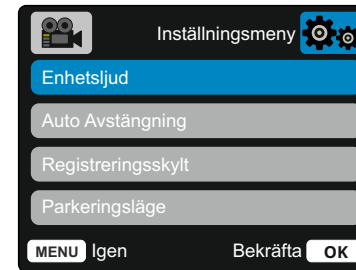 Inställningsmeny
Enhetsljud
Auto Avstängning
Registreringsskylt
Parkeringsläge
MENU Igen Bekräfta OK